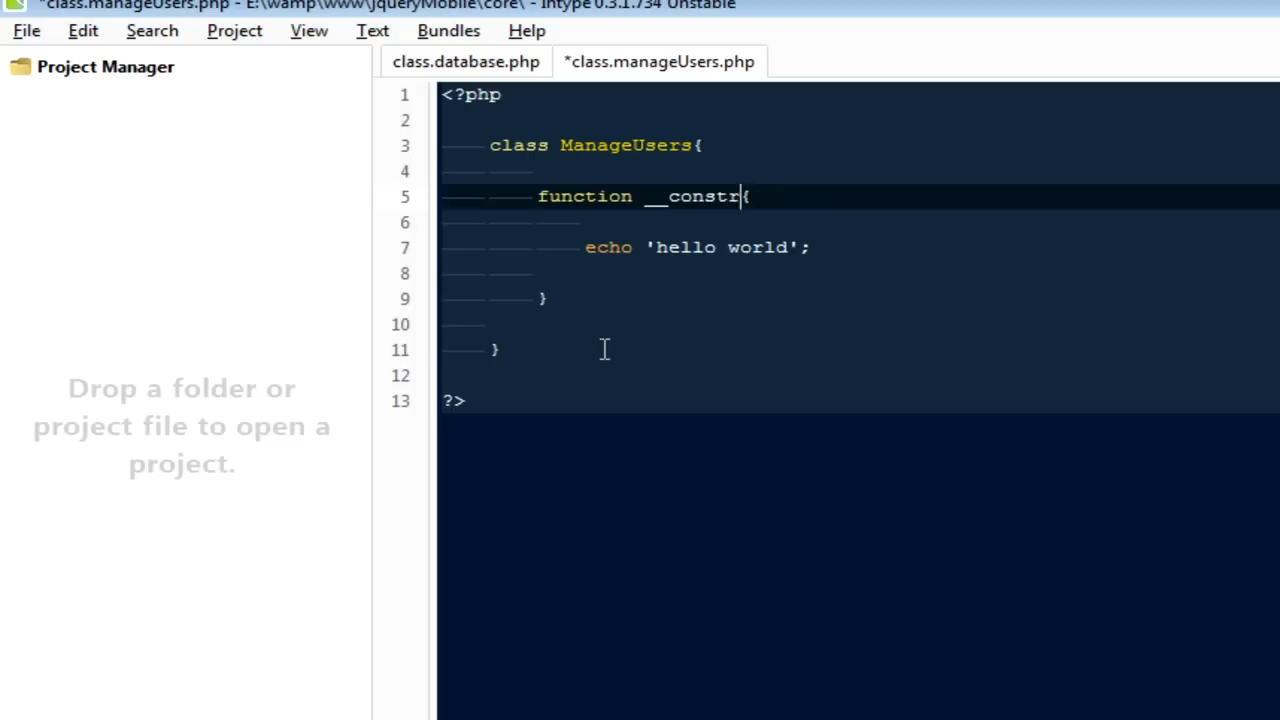 *class.manageUsers.php - E:\wamp\www\jqueryMobile\core\ - Intype 0.3.1.734 Unstable
File Edit Search Project View Text Bundles Help
Project Manager
class.database.php *class.manageUsers.php
1 <?php
2
3 class ManageUsers{
4
5 function __constr{
6
7 echo 'hello world';
8
9 }
10
11 }
12
13 ?>
Drop a folder or
project file to open a
project.